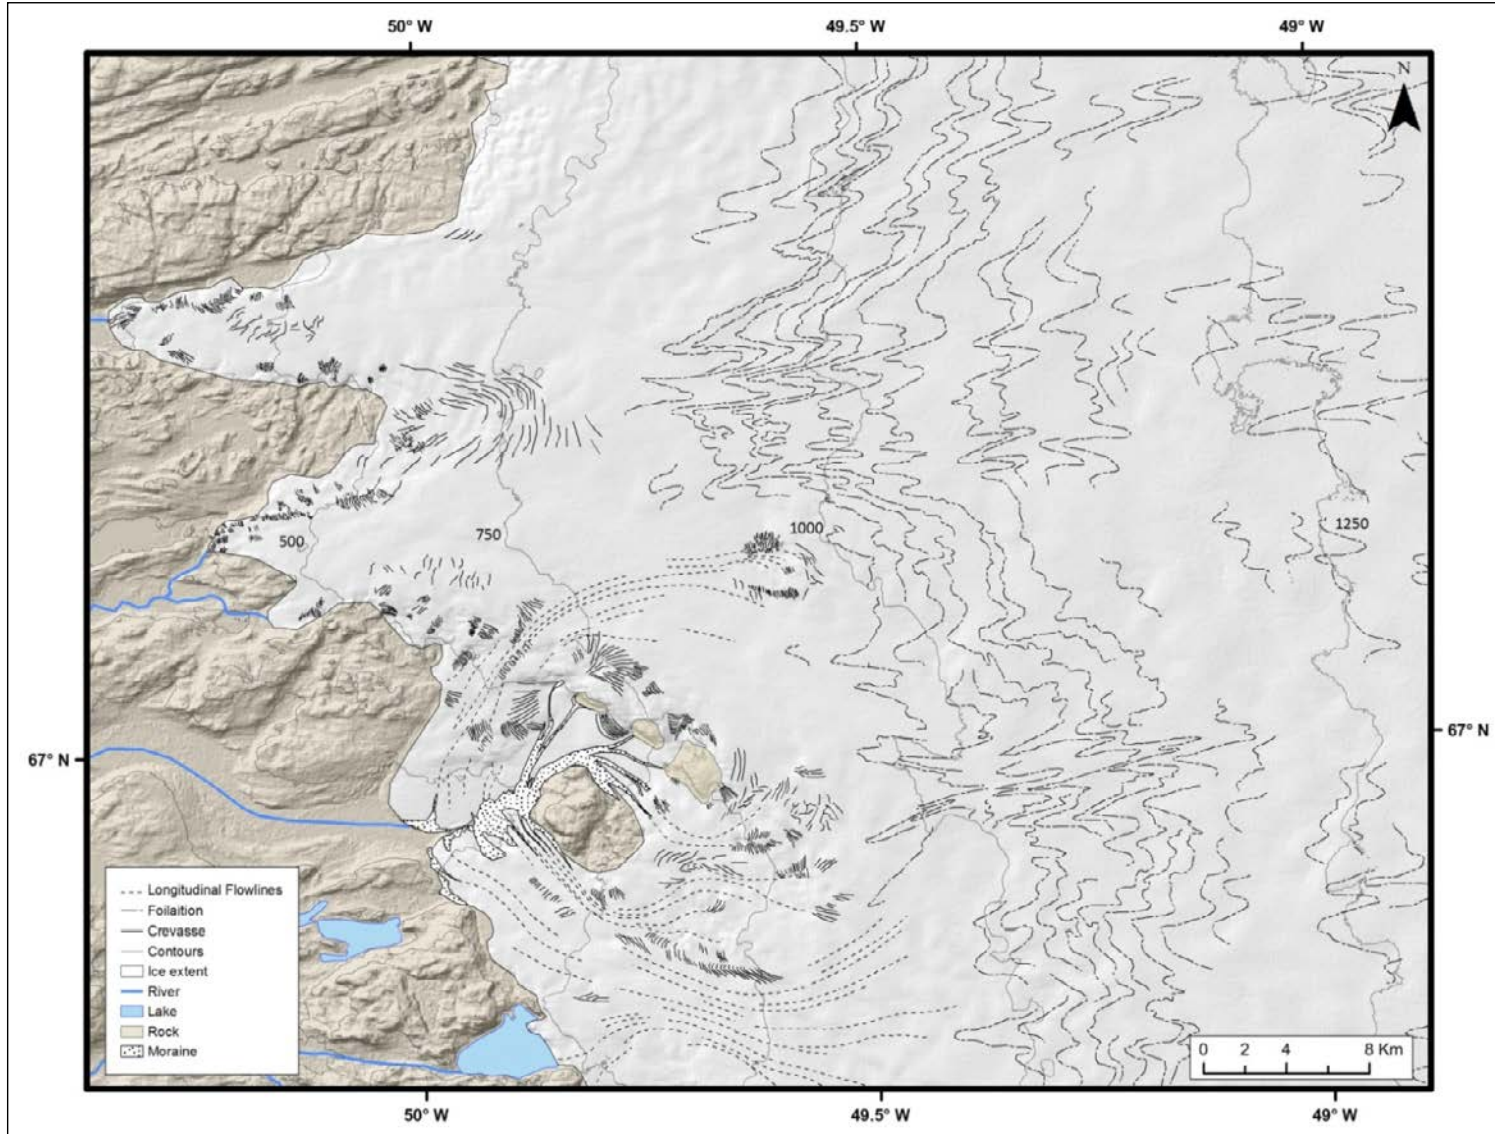 50° W 49.5° W 49° W
N
500
750
1000
1250
67° N
67° N
Longitudinal Flowlines
Foilaition
Crevasse
Contours
Ice extent
River
Lake
Rock
Moraine
0 2 4 8 Km
50° W 49.5° W 49° W